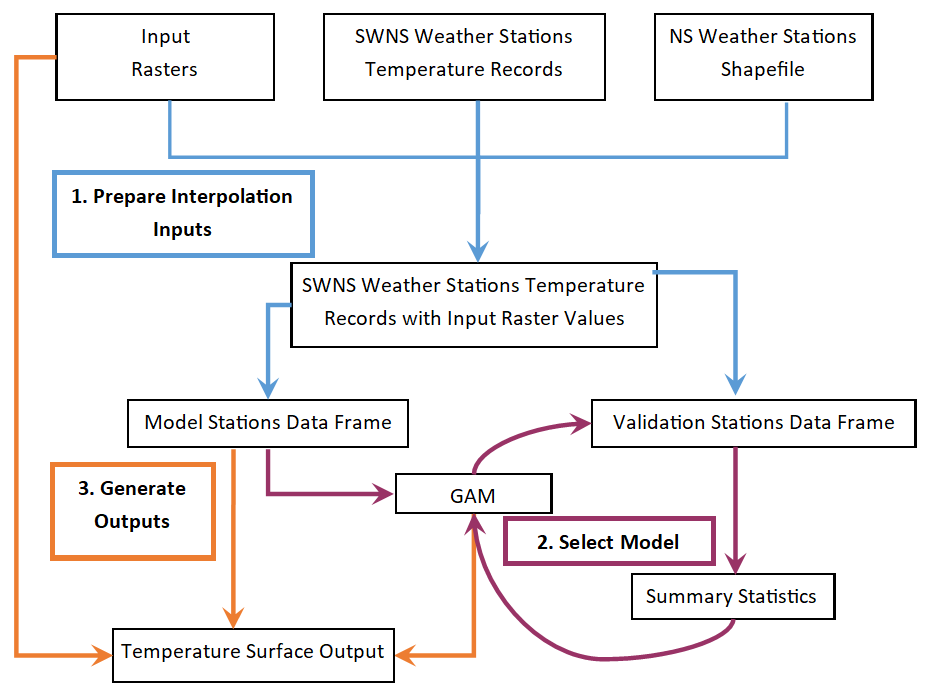 Input
Rasters
SWNS Weather Stations
Temperature Records
NS Weather Stations
Shapefile
1. Prepare Interpolation
Inputs
SWNS Weather Stations Temperature
Records with Input Raster Values
Model Stations Data Frame
Validation Stations Data Frame
3. Generate
Outputs
GAM
2. Select Model
Summary Statistics
Temperature Surface Output